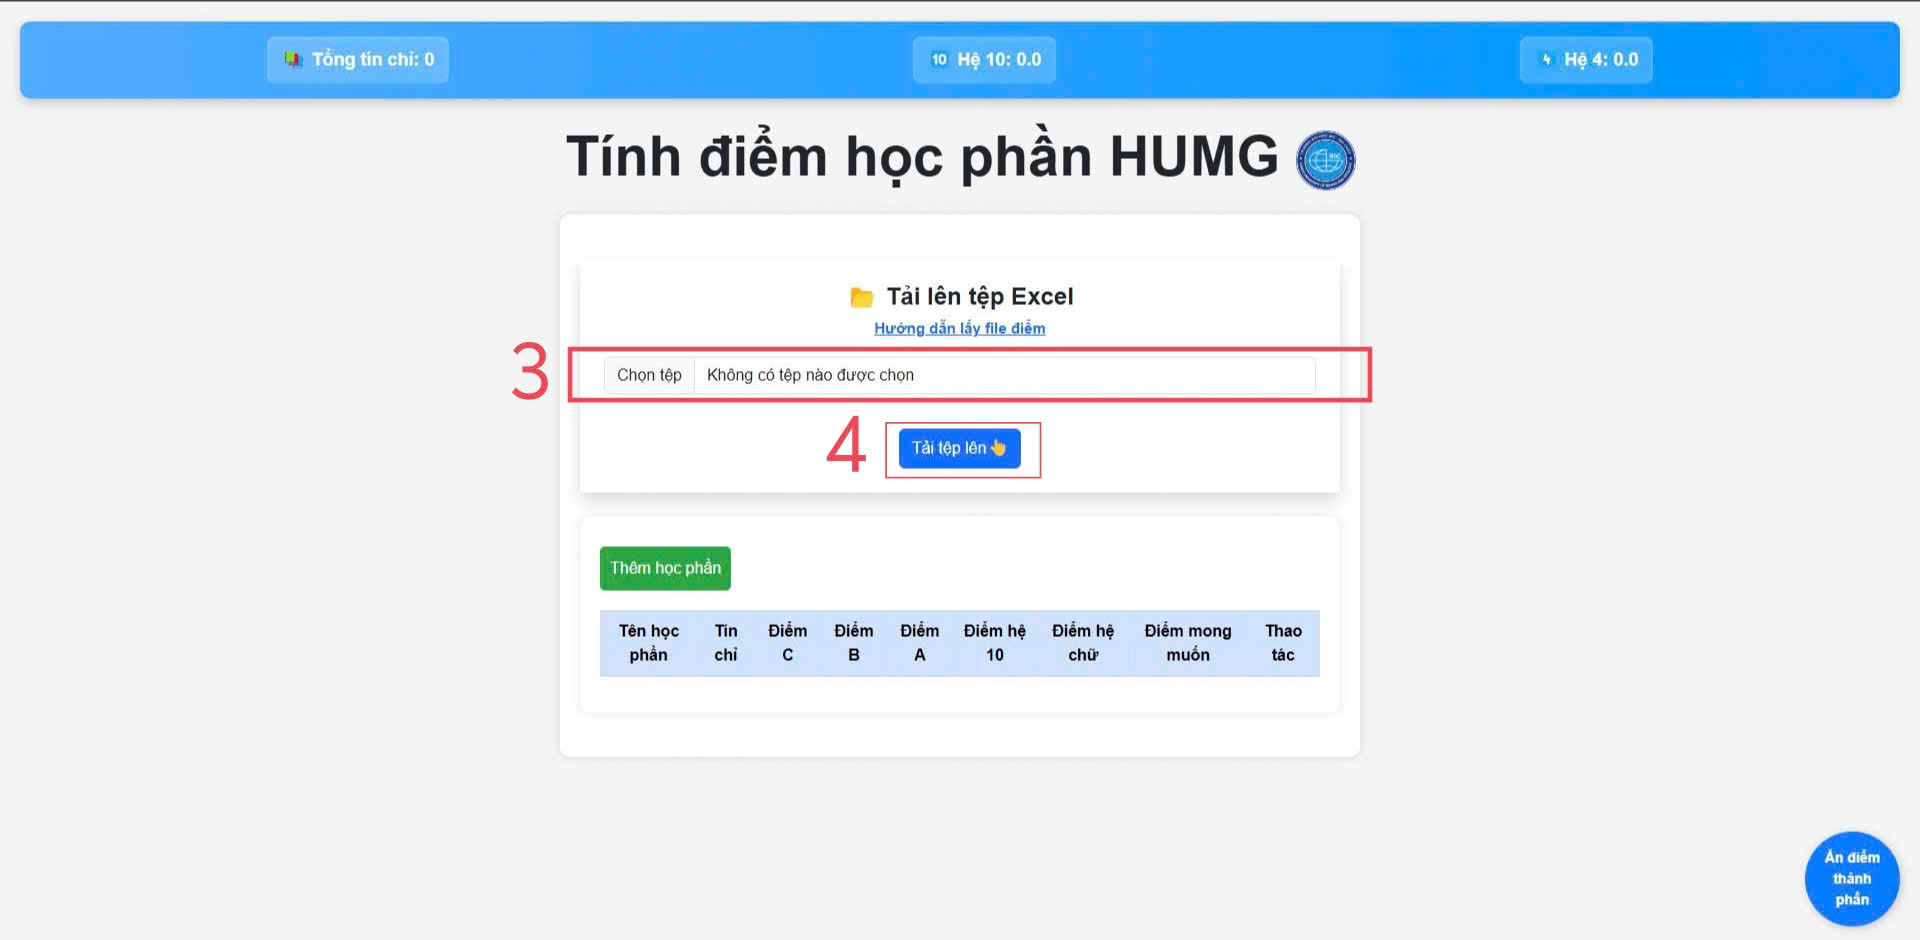 Tổng tín chỉ: 0
10 Hệ 10: 0.0
4 Hệ 4: 0.0
Tính điểm học phần HUMG
Tải lên tệp Excel
Hướng dẫn lấy file điểm
3
Chọn tệp Không có tệp nào được chọn
4
Tải tệp lên
Thêm học phần
Tên học phần Tín chỉ Điểm C Điểm B Điểm A Điểm hệ 10 Điểm hệ chữ Điểm mong muốn Thao tác
Ẩn điểm
thành
phần